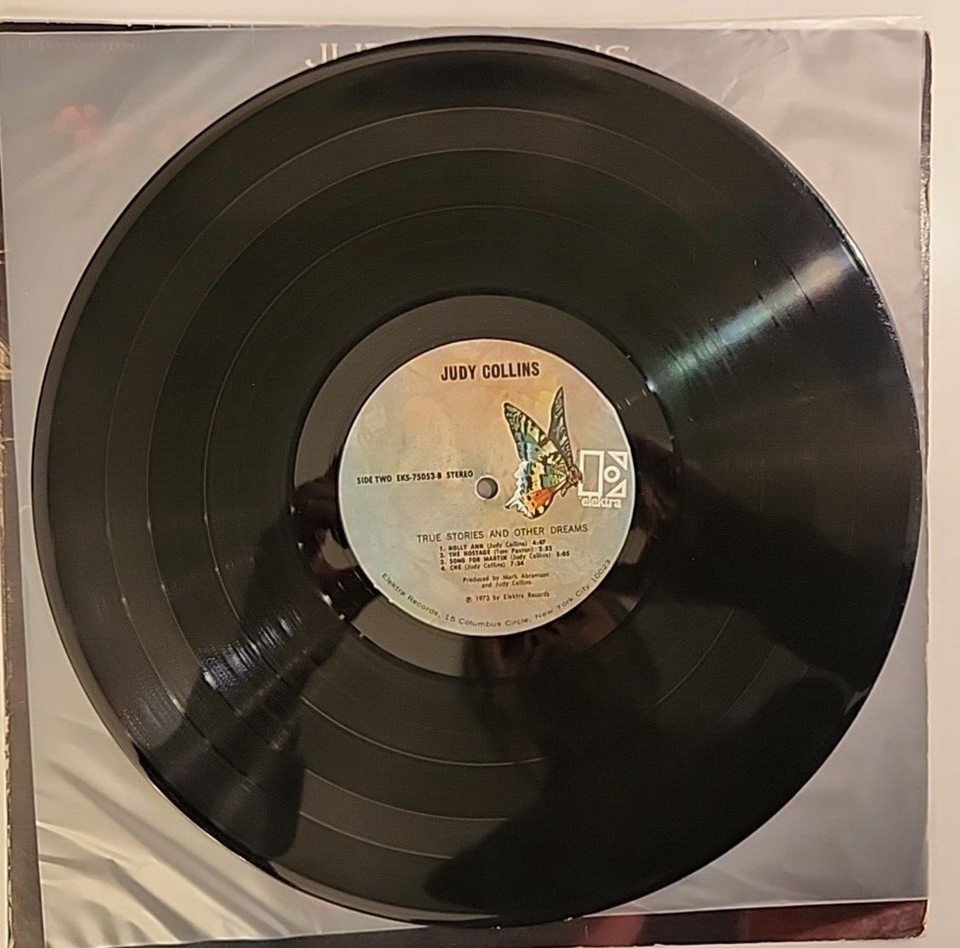 JUDY COLLINS
SIDE TWO EKS-75053-B STEREO
elektra
TRUE STORIES AND OTHER DREAMS
1. HOLLY ANN (Judy Collins) 4:47
2. THE HOSTAGE (Tom Paxton) 2:52
3. SONG FOR MARTIN (Judy Collins) 5:05
4. CHE (Judy Collins) 7:34
Produced by Mark Abramson
and Judy Collins
℗ 1973 by Elektra Records
Elektra Records, 15 Columbus Circle, New York City 10023